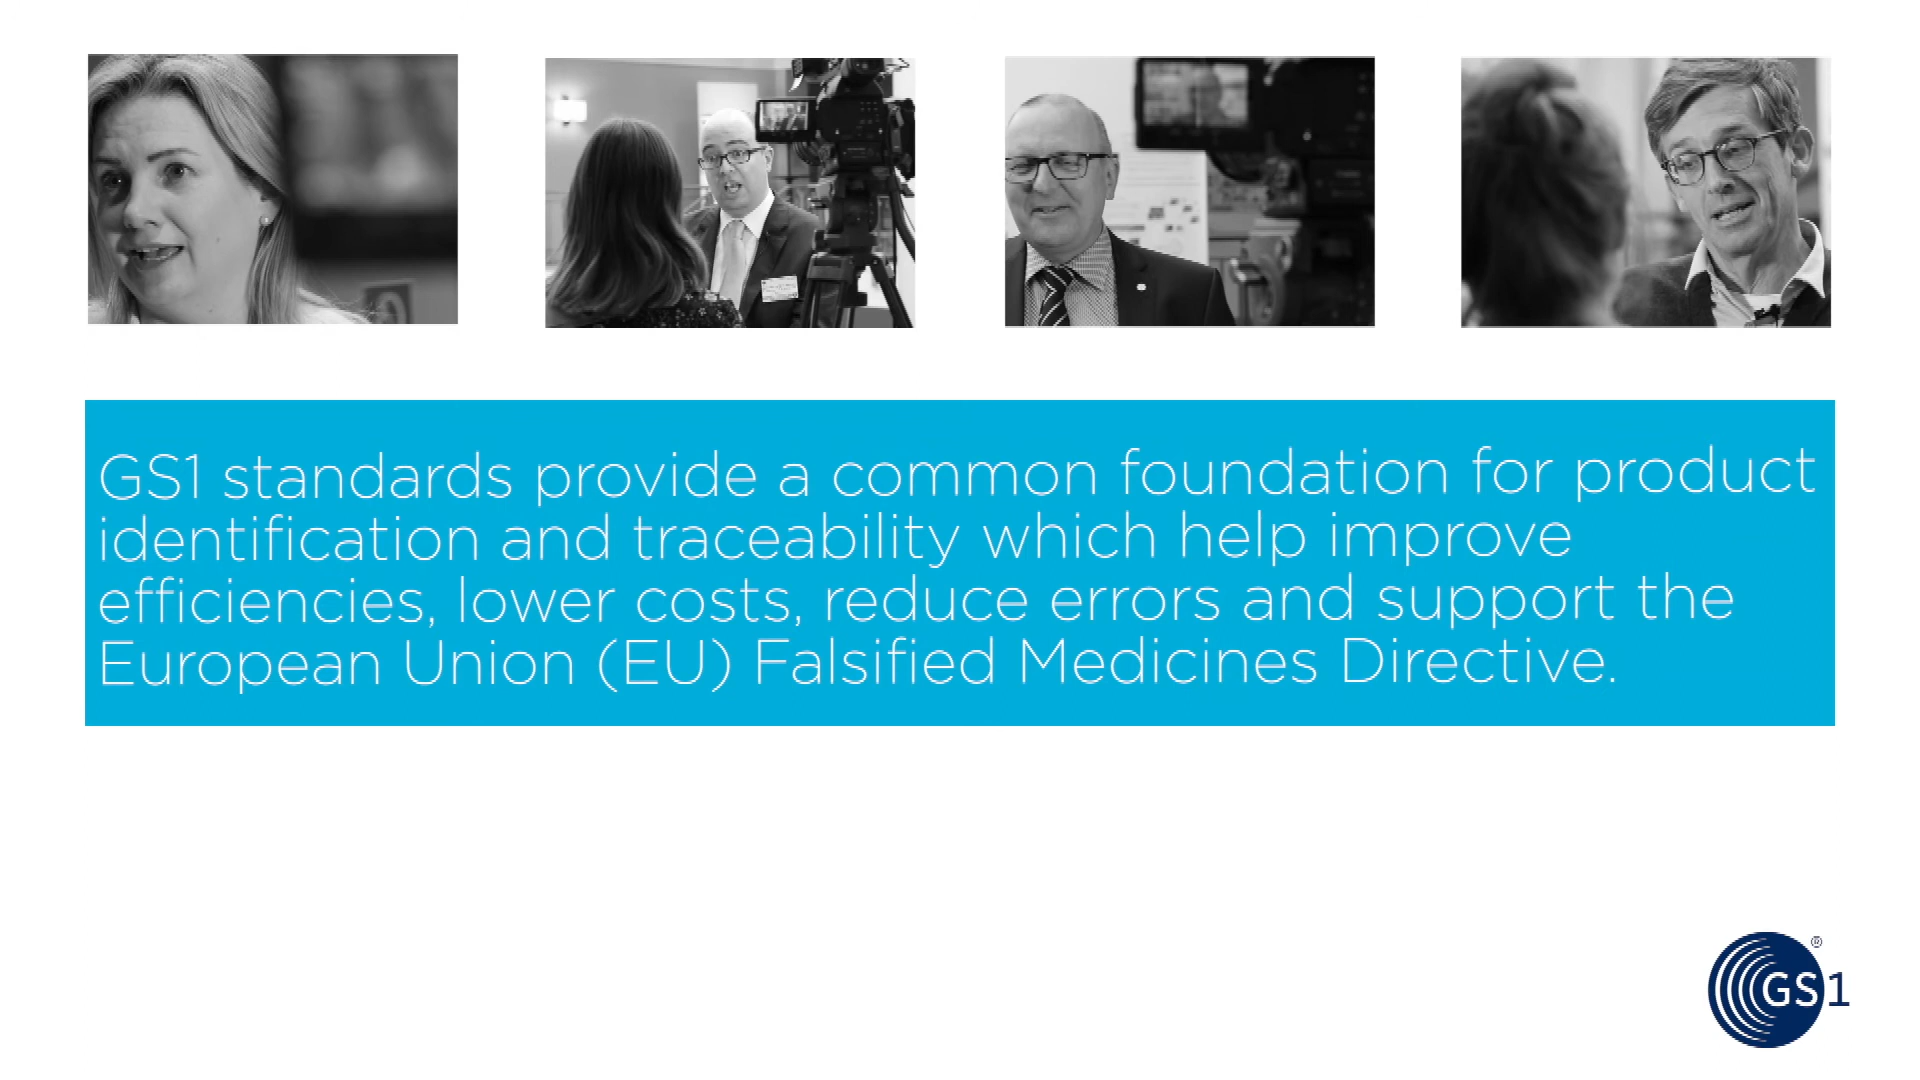 GS1 standards provide a common foundation for product
identification and traceability which help improve
efficiencies, lower costs, reduce errors and support the
European Union (EU) Falsified Medicines Directive.
GS1
®